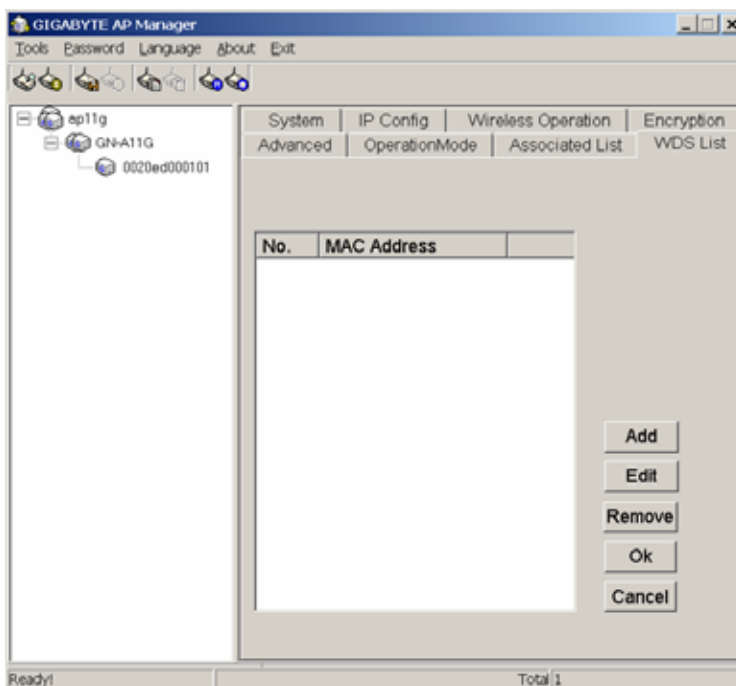 GIGABYTE AP Manager
Tools Password Language About Exit
ap11g
GN-A11G
0020ed000101
System IP Config Wireless Operation Encryption
Advanced OperationMode Associated List WDS List
No. MAC Address
Add
Edit
Remove
Ok
Cancel
Ready! Total 1